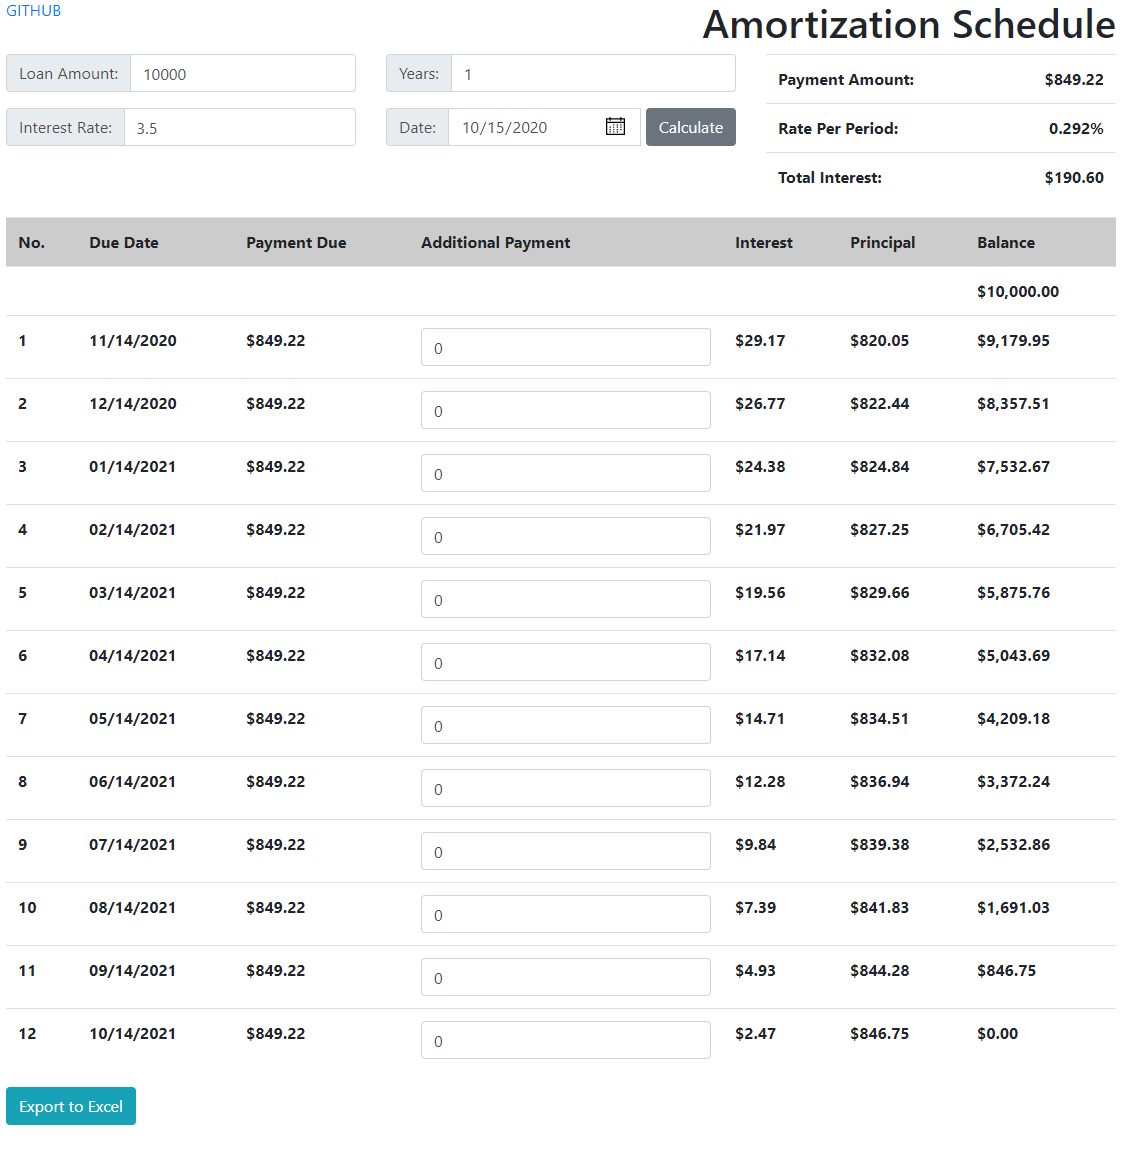 GITHUB
Amortization Schedule
Loan Amount: 10000
Years: 1
Payment Amount: $849.22
Interest Rate: 3.5
Date: 10/15/2020 Calculate
Rate Per Period: 0.292%
Total Interest: $190.60
No. Due Date Payment Due Additional Payment Interest Principal Balance
$10,000.00
1 11/14/2020 $849.22 0 $29.17 $820.05 $9,179.95
2 12/14/2020 $849.22 0 $26.77 $822.44 $8,357.51
3 01/14/2021 $849.22 0 $24.38 $824.84 $7,532.67
4 02/14/2021 $849.22 0 $21.97 $827.25 $6,705.42
5 03/14/2021 $849.22 0 $19.56 $829.66 $5,875.76
6 04/14/2021 $849.22 0 $17.14 $832.08 $5,043.69
7 05/14/2021 $849.22 0 $14.71 $834.51 $4,209.18
8 06/14/2021 $849.22 0 $12.28 $836.94 $3,372.24
9 07/14/2021 $849.22 0 $9.84 $839.38 $2,532.86
10 08/14/2021 $849.22 0 $7.39 $841.83 $1,691.03
11 09/14/2021 $849.22 0 $4.93 $844.28 $846.75
12 10/14/2021 $849.22 0 $2.47 $846.75 $0.00
Export to Excel